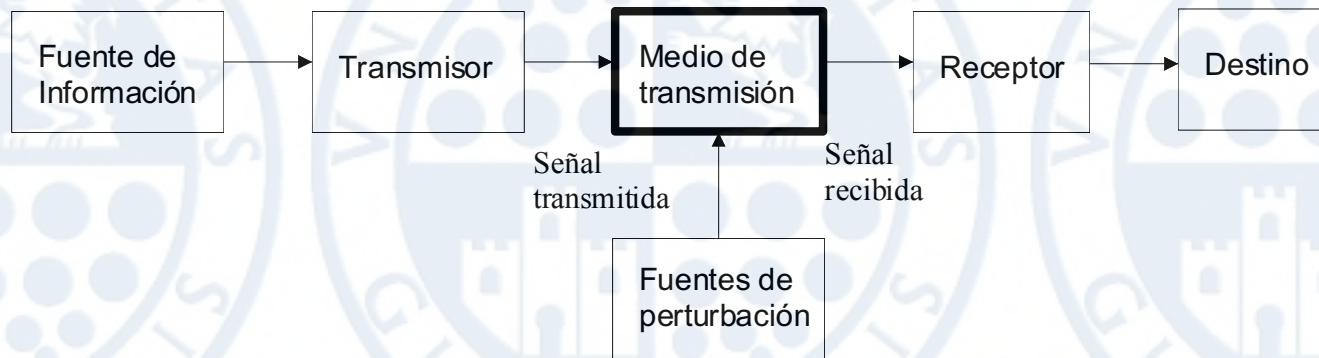 Fuente de
Información
Transmisor
Medio de
transmisión
Receptor
Destino
Señal
transmitida
Señal
recibida
Fuentes de
perturbación